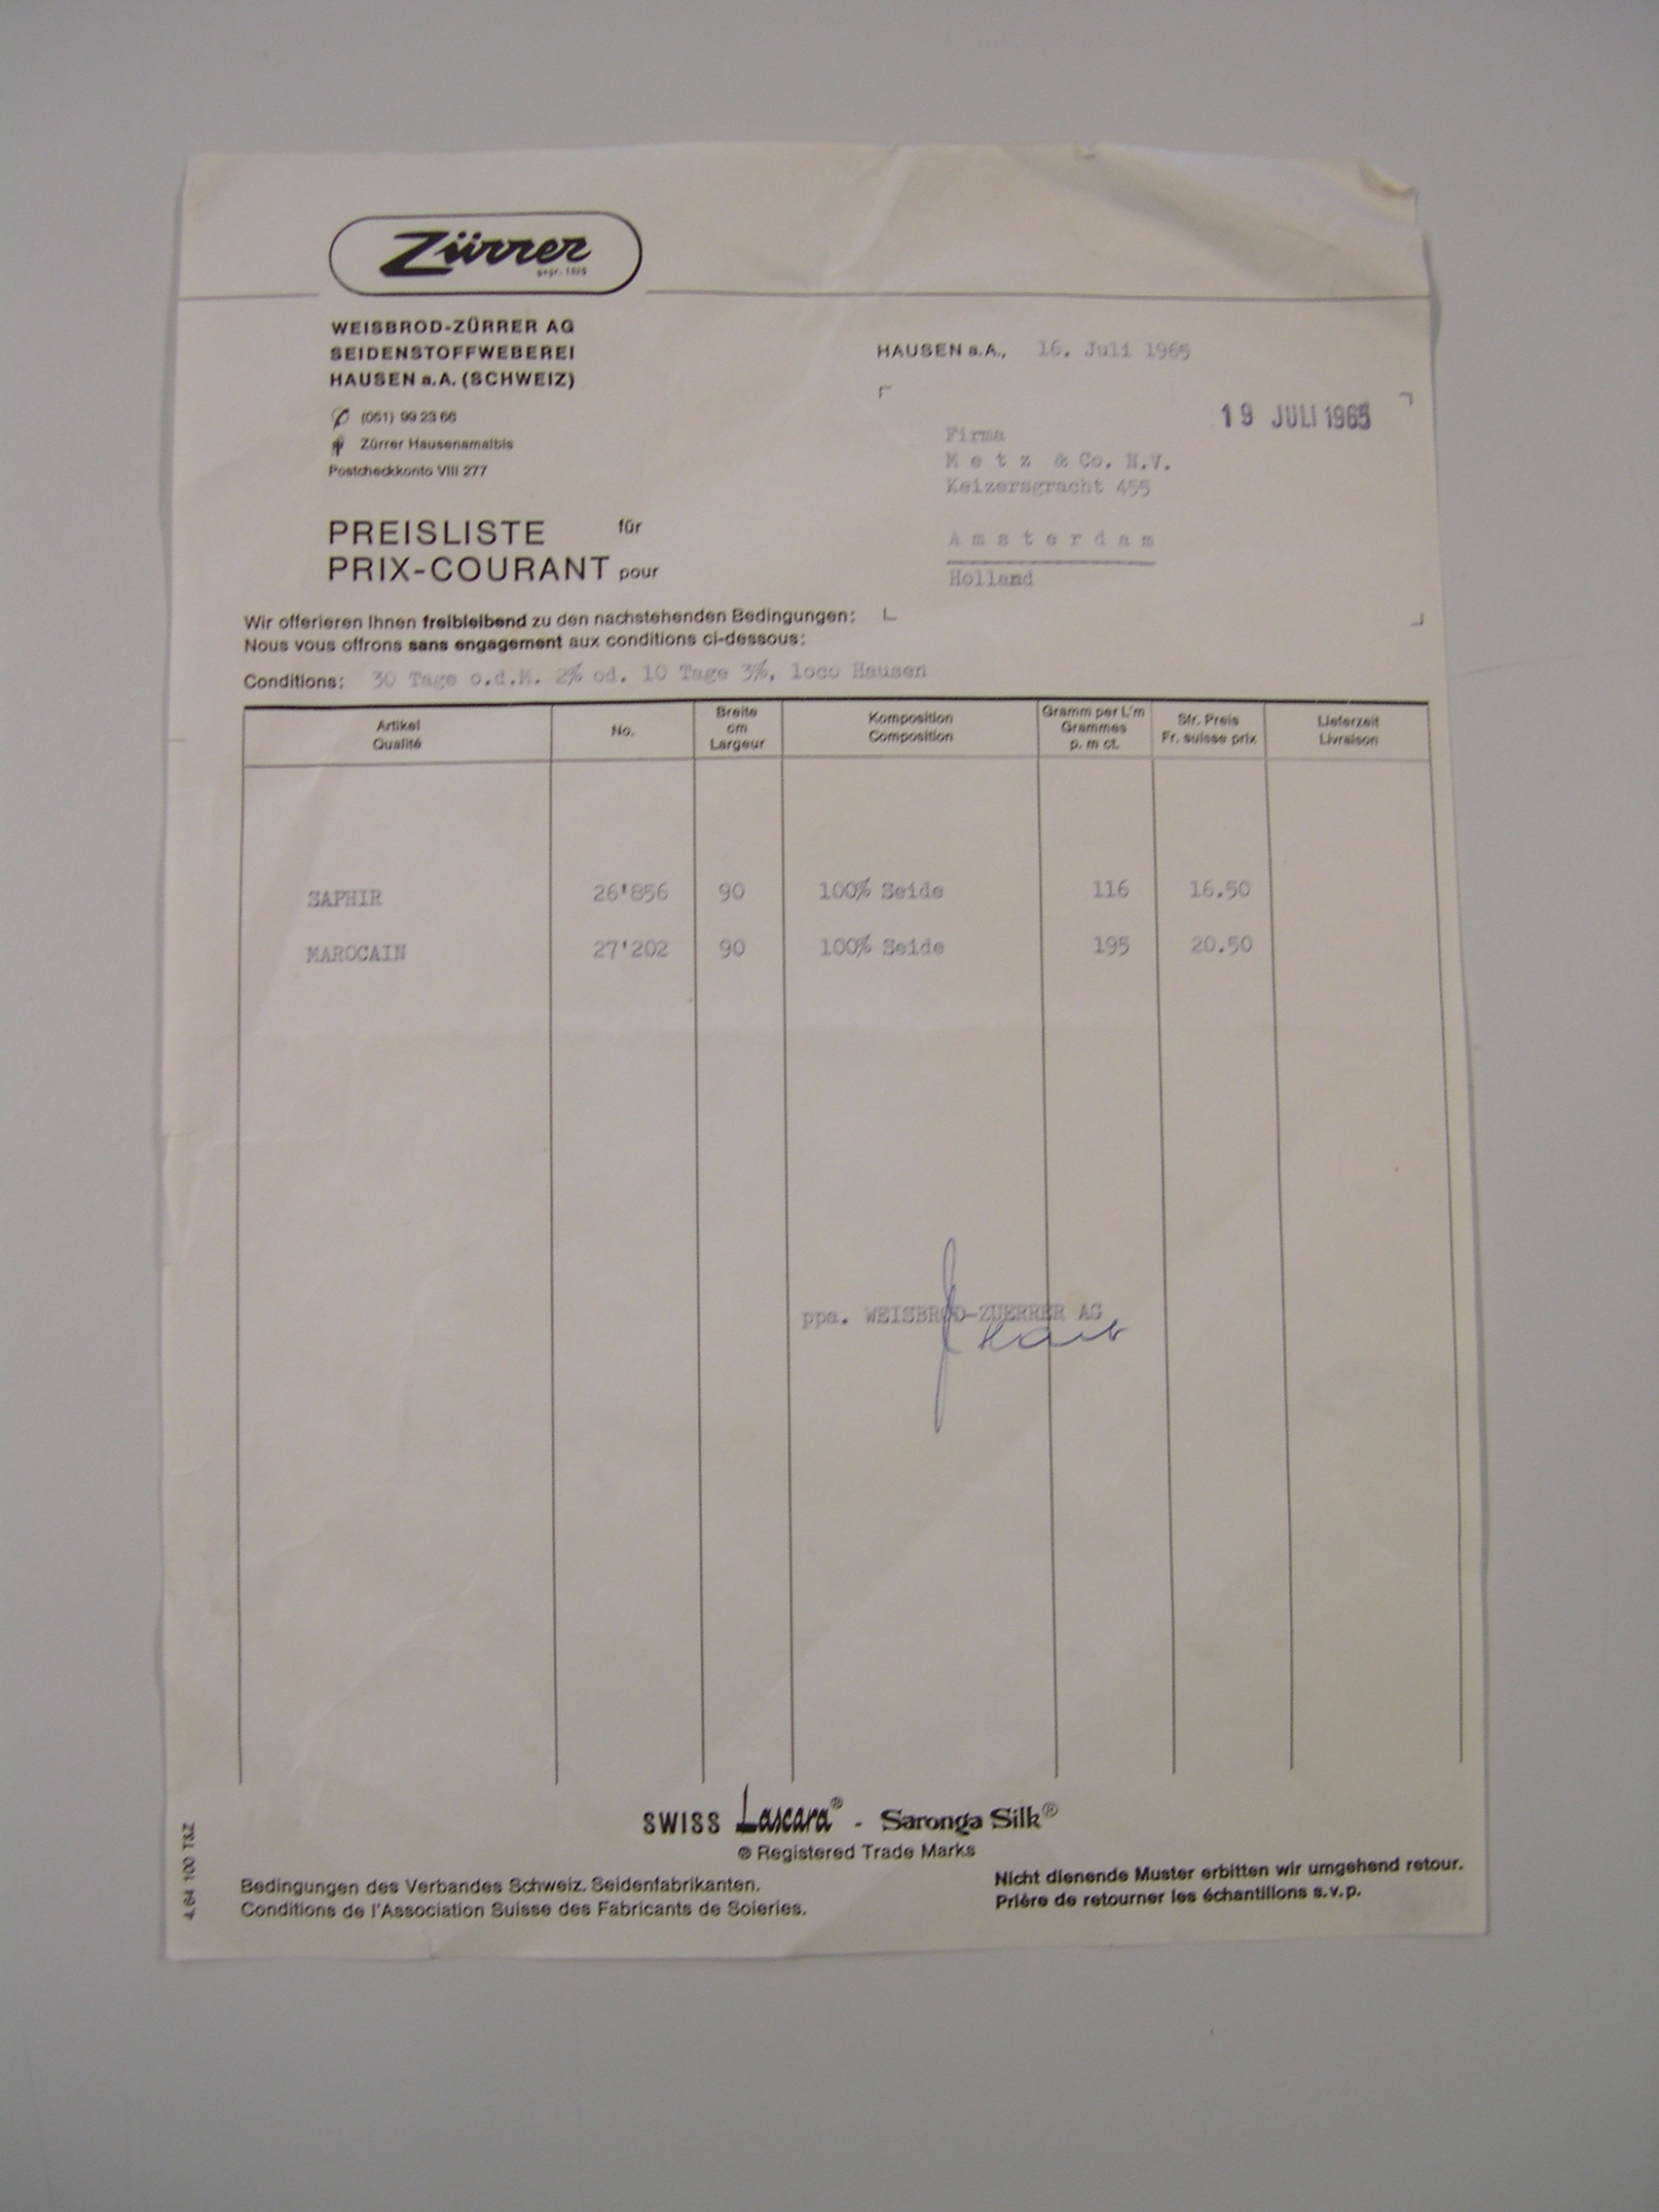 Zürrer
gegr. 1825
WEISBROD-ZÜRRER AG
SEIDENSTOFFWEBEREI
HAUSEN a.A. (SCHWEIZ)
(051) 99 23 66
Zürrer Hausenamalbis
Postcheckkonto VIII 277
HAUSEN a.A., 16. Juli 1965
19 JULI 1965
Firma
M e t z & Co. N.V.
Keizersgracht 455
A m s t e r d a m
Holland
PREISLISTE für
PRIX-COURANT pour
Wir offerieren Ihnen freibleibend zu den nachstehenden Bedingungen:
Nous vous offrons sans engagement aux conditions ci-dessous:
Conditions: 30 Tage o.d.M. 2% od. 10 Tage 3%, loco Hausen
Artikel No. Breite Komposition Gramm per L'm Sfr. Preis Lieferzeit
Qualité cm Composition Grammes Fr. suisse prix Livraison
Largeur p. m ct.
SAPHIR 26'856 90 100% Seide 116 16.50
MAROCAIN 27'202 90 100% Seide 195 20.50
ppa. WEISBROD-ZUERRER AG
SWISS Lascara® - Saronga Silk®
® Registered Trade Marks
Bedingungen des Verbandes Schweiz. Seidenfabrikanten.
Conditions de l'Association Suisse des Fabricants de Soieries.
Nicht dienende Muster erbitten wir umgehend retour.
Prière de retourner les échantillons s.v.p.
4.64 100 T&Z